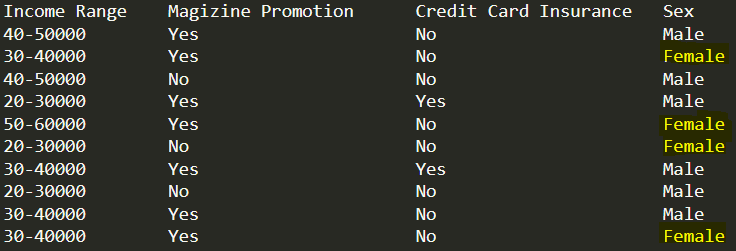 Income Range Magizine Promotion Credit Card Insurance Sex
40-50000 Yes No Male
30-40000 Yes No Female
40-50000 No No Male
20-30000 Yes Yes Male
50-60000 Yes No Female
20-30000 No No Female
30-40000 Yes Yes Male
20-30000 No No Male
30-40000 Yes No Male
30-40000 Yes No Female